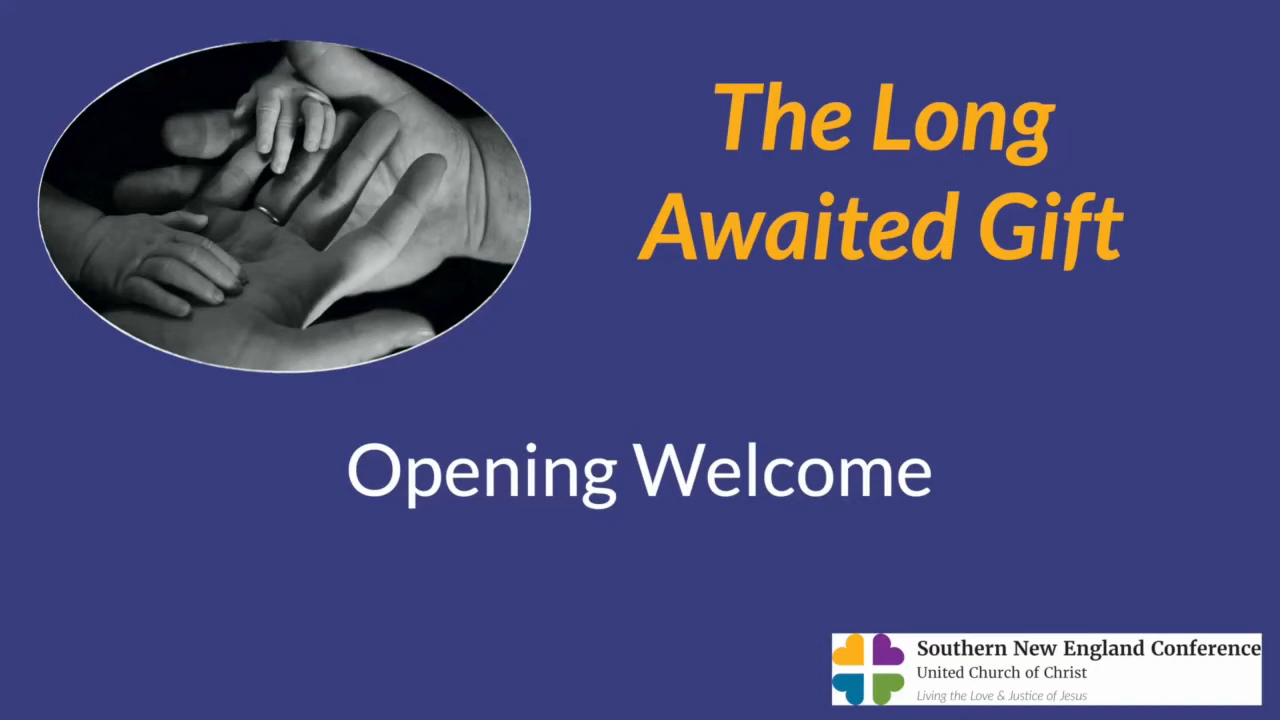 The Long
Awaited Gift
Opening Welcome
Southern New England Conference
United Church of Christ
Living the Love & Justice of Jesus